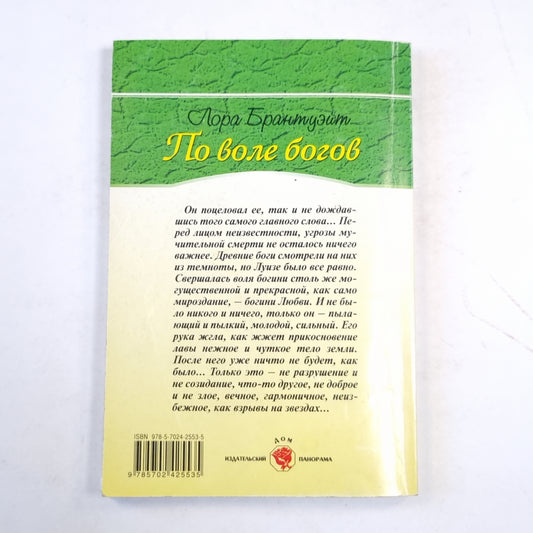 Лора Брантуэйт
По воле богов
Он поцеловал ее, так и не дождав-
шись того самого главного слова... Пе-
ред лицом неизвестности, угрозы му-
чительной смерти не осталось ничего
важнее. Древние боги смотрели на них
из темноты, но Луизе было все равно.
Свершалась воля богини столь же мо-
гущественной и прекрасной, как само
мироздание, – богини Любви. И не бы-
ло никого и ничего, только он – пыла-
ющий и пылкий, молодой, сильный. Его
рука жгла, как жжет прикосновение
лавы нежное и чуткое тело земли.
После него уже ничто не будет, как
было... Только это – не разрушение и
не созидание, что-то другое, не доброе
и не злое, вечное, гармоничное, неиз-
бежное, как взрывы на звездах...
ISBN 978-5-7024-2553-5
9 785702 425535
Дом
ИЗДАТЕЛЬСКИЙ ПАНОРАМА